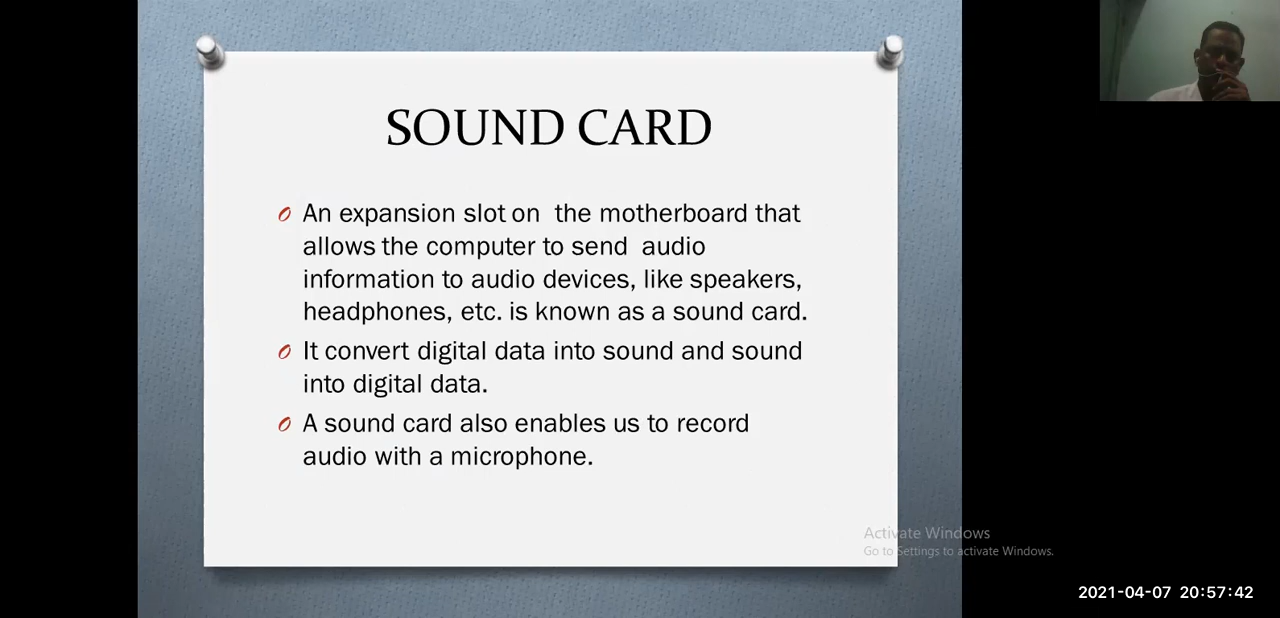 SOUND CARD
An expansion slot on the motherboard that
allows the computer to send audio
information to audio devices, like speakers,
headphones, etc. is known as a sound card.
It convert digital data into sound and sound
into digital data.
A sound card also enables us to record
audio with a microphone.
Activate Windows
Go to Settings to activate Windows.
2021-04-07 20:57:42